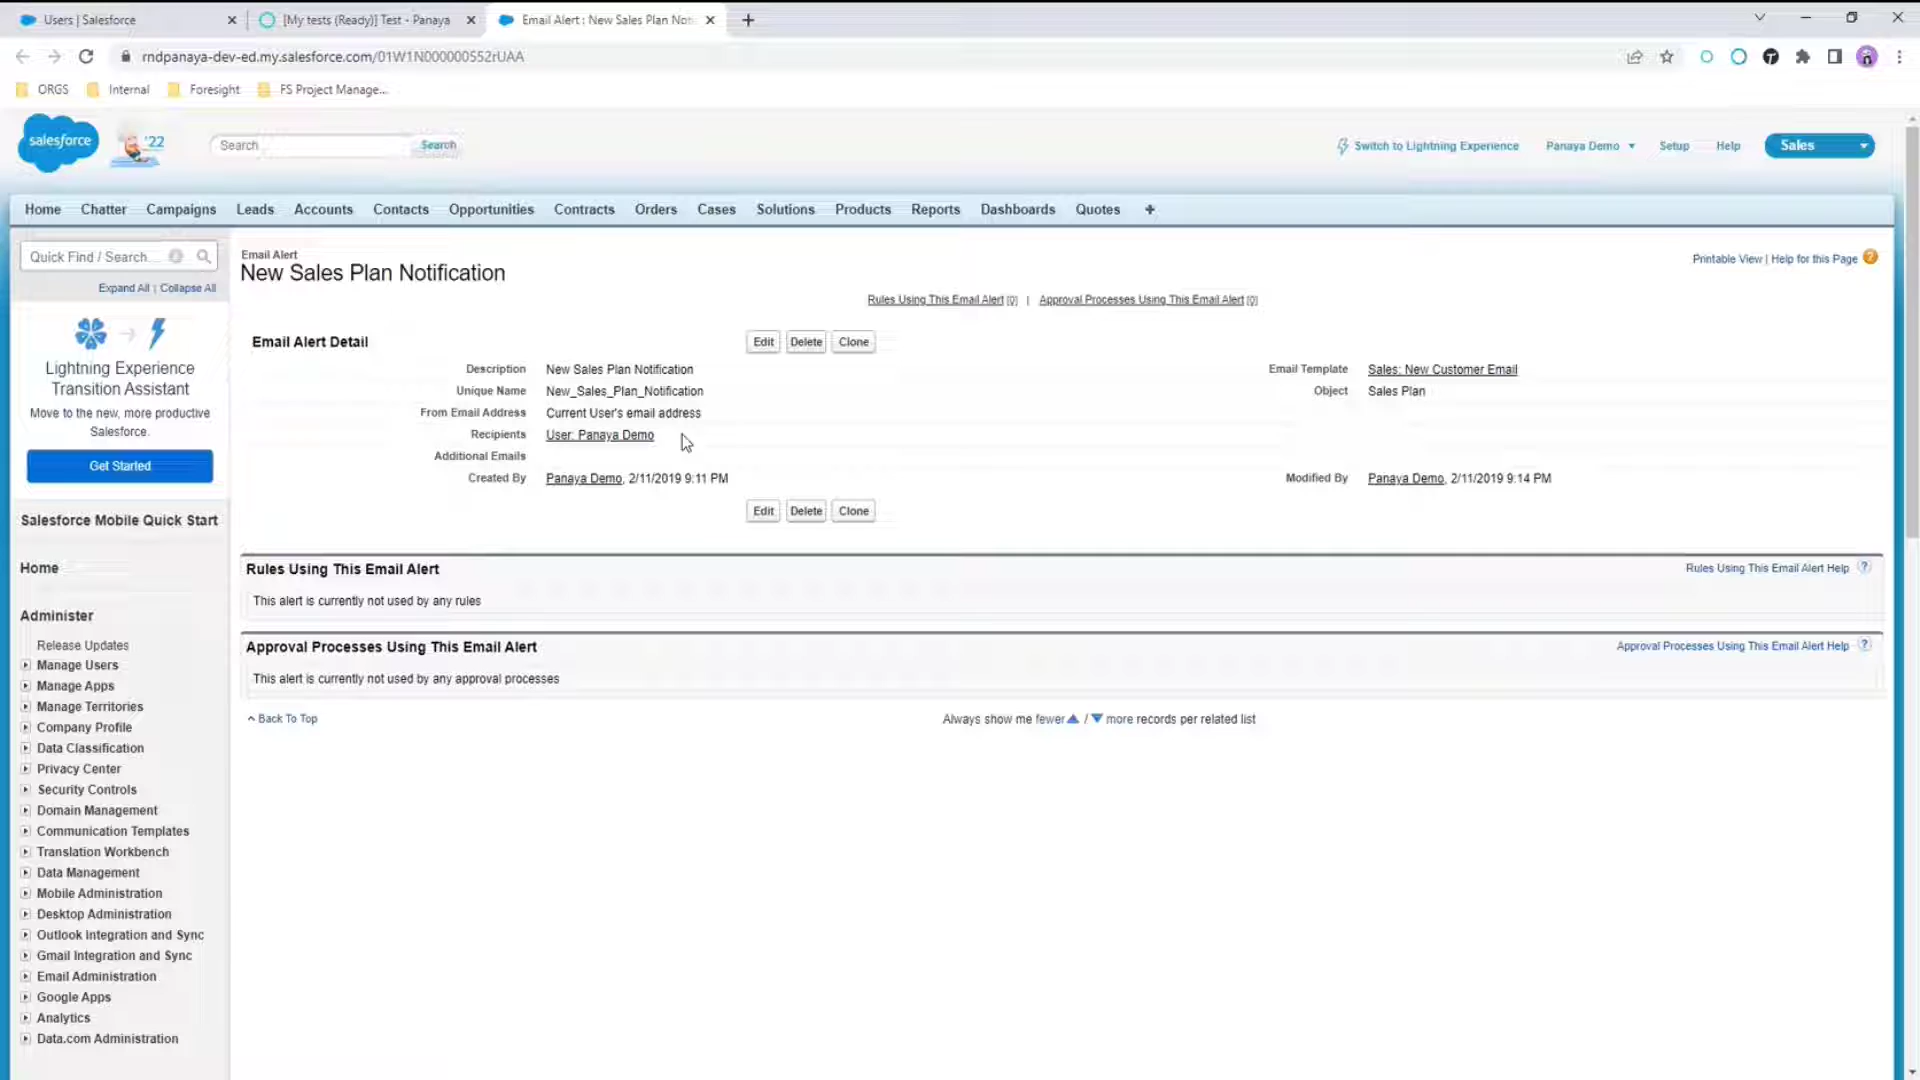 Users | Salesforce
[My tests (Ready)] Test - Panaya
Email Alert : New Sales Plan Not
rndpanaya-dev-ed.my.salesforce.com/01W1N000000552rUAA
ORGS
Internal
Foresight
FS Project Manage...
salesforce
'22
Search
Search
Switch to Lightning Experience
Panaya Demo
Setup
Help
Sales
Home
Chatter
Campaigns
Leads
Accounts
Contacts
Opportunities
Contracts
Orders
Cases
Solutions
Products
Reports
Dashboards
Quotes
+
Quick Find / Search...
Expand All | Collapse All
Lightning Experience
Transition Assistant
Move to the new, more productive
Salesforce.
Get Started
Salesforce Mobile Quick Start
Home
Administer
Release Updates
Manage Users
Manage Apps
Manage Territories
Company Profile
Data Classification
Privacy Center
Security Controls
Domain Management
Communication Templates
Translation Workbench
Data Management
Mobile Administration
Desktop Administration
Outlook Integration and Sync
Gmail Integration and Sync
Email Administration
Google Apps
Analytics
Data.com Administration
Email Alert
New Sales Plan Notification
Printable View | Help for this Page ?
Rules Using This Email Alert [0] | Approval Processes Using This Email Alert [0]
Email Alert Detail
Edit Delete Clone
Description New Sales Plan Notification
Email Template Sales: New Customer Email
Unique Name New_Sales_Plan_Notification
Object Sales Plan
From Email Address Current User's email address
Recipients User: Panaya Demo
Additional Emails
Created By Panaya Demo, 2/11/2019 9:11 PM
Modified By Panaya Demo, 2/11/2019 9:14 PM
Edit Delete Clone
Rules Using This Email Alert
Rules Using This Email Alert Help ?
This alert is currently not used by any rules
Approval Processes Using This Email Alert
Approval Processes Using This Email Alert Help ?
This alert is currently not used by any approval processes
Back To Top
Always show me fewer / more records per related list